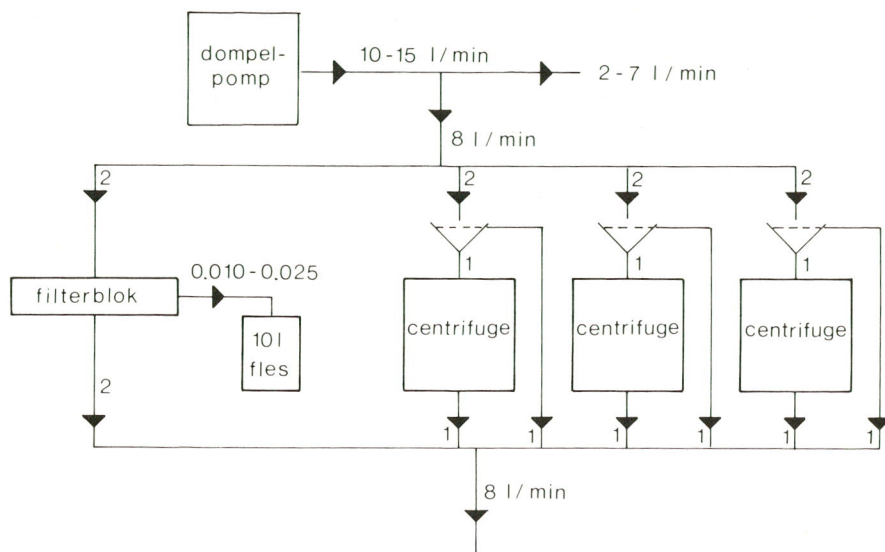 dompel-
pomp
10-15 l/min
2-7 l/min
8 l/min
2
2
2
2
0.010-0.025
1
1
1
filterblok
10l
fles
centrifuge
centrifuge
centrifuge
2
1
1
1
1
1
1
8 l/min